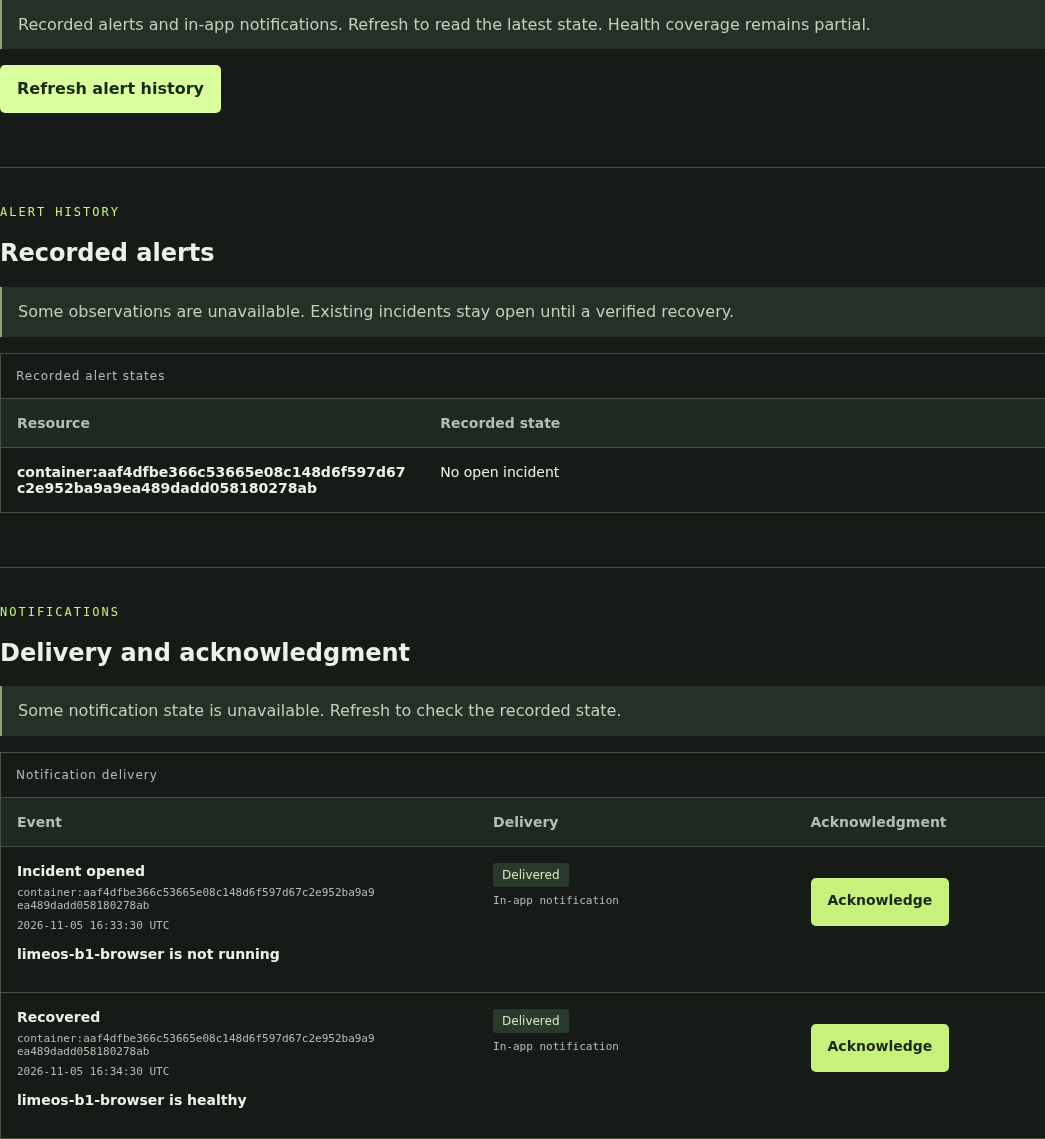 Recorded alerts and in-app notifications. Refresh to read the latest state. Health coverage remains partial.
Refresh alert history
ALERT HISTORY
Recorded alerts
Some observations are unavailable. Existing incidents stay open until a verified recovery.
Recorded alert states
Resource Recorded state
container:aaf4dfbe366c53665e08c148d6f597d67 No open incident
c2e952ba9a9ea489dadd058180278ab
NOTIFICATIONS
Delivery and acknowledgment
Some notification state is unavailable. Refresh to check the recorded state.
Notification delivery
Event Delivery Acknowledgment
Incident opened
container:aaf4dfbe366c53665e08c148d6f597d67c2e952ba9a9
ea489dadd058180278ab
2026-11-05 16:33:30 UTC
limeos-b1-browser is not running
Delivered
In-app notification
Acknowledge
Recovered
container:aaf4dfbe366c53665e08c148d6f597d67c2e952ba9a9
ea489dadd058180278ab
2026-11-05 16:34:30 UTC
limeos-b1-browser is healthy
Delivered
In-app notification
Acknowledge